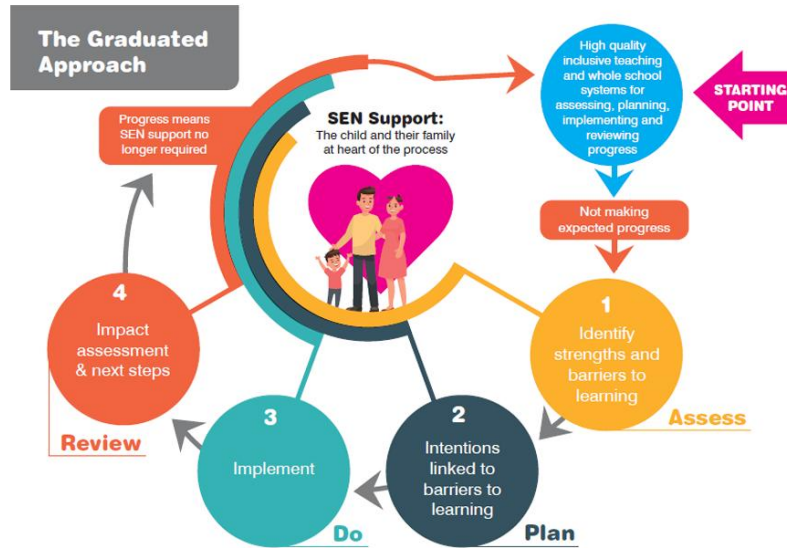 The Graduated
Approach
High quality
inclusive teaching
and whole school
systems for
assessing, planning,
implementing and
reviewing
progress
STARTING
POINT
SEN Support:
The child and their family
at heart of the process
Progress means
SEN support no
longer required
Not making
expected progress
1
Identify
strengths and
barriers to
learning
Assess
2
Intentions
linked to
barriers to
learning
Plan
3
Implement
Do
4
Impact
assessment
& next steps
Review